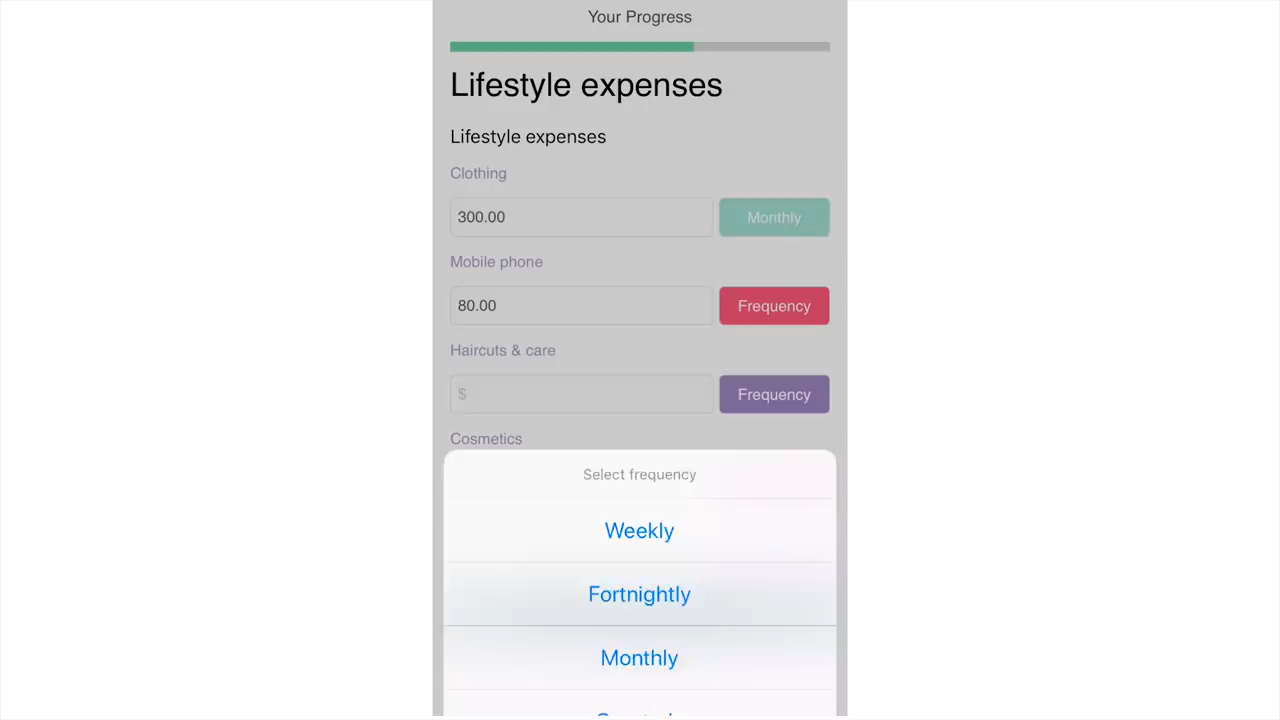 Your Progress
Lifestyle expenses
Lifestyle expenses
Clothing
300.00 Monthly
Mobile phone
80.00 Frequency
Haircuts & care
$ Frequency
Cosmetics
Select frequency
Weekly
Fortnightly
Monthly